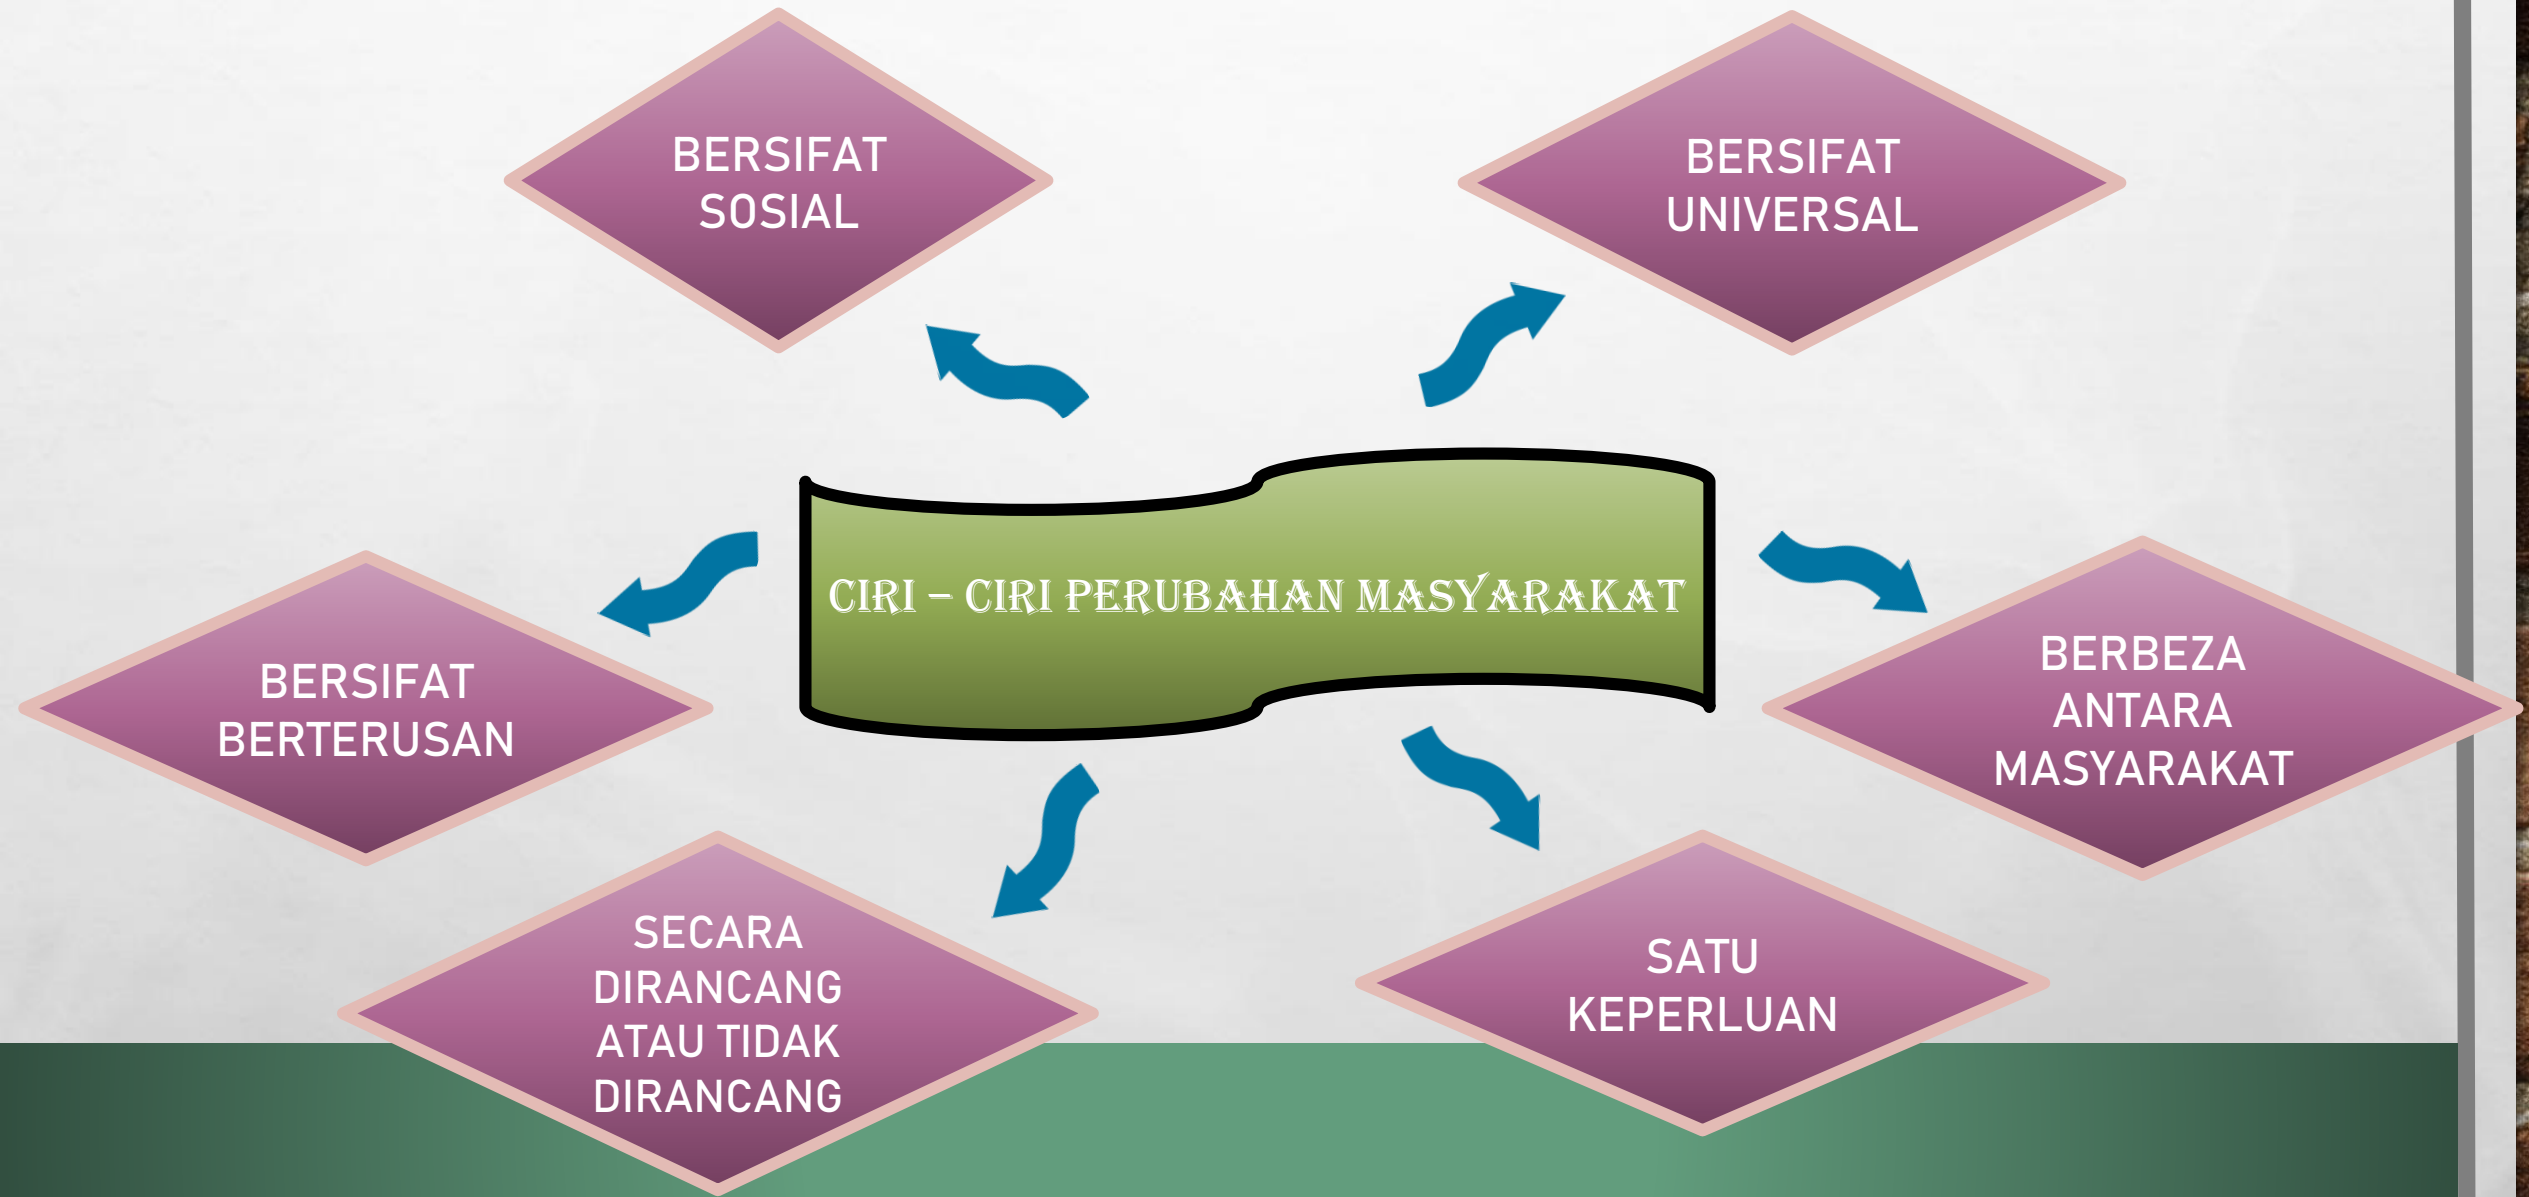 BERSIFAT
SOSIAL
BERSIFAT
UNIVERSAL
CIRI – CIRI PERUBAHAN MASYARAKAT
BERSIFAT
BERTERUSAN
BERBEZA
ANTARA
MASYARAKAT
SECARA
DIRANCANG
ATAU TIDAK
DIRANCANG
SATU
KEPERLUAN